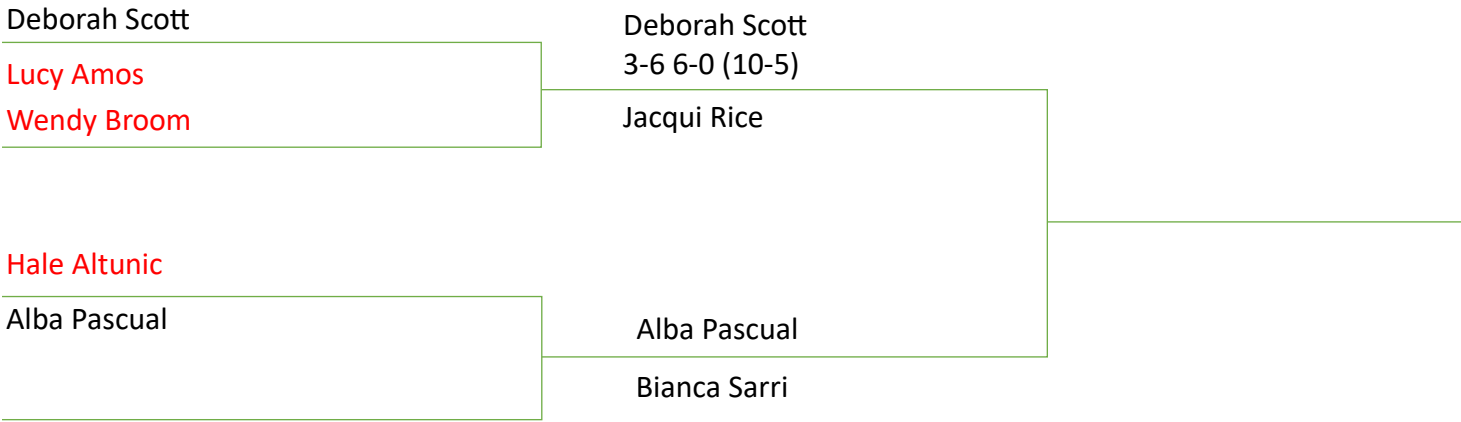 Deborah Scott
Lucy Amos
Wendy Broom
Hale Altunic
Alba Pascual
Deborah Scott
3-6 6-0 (10-5)
Jacqui Rice
Alba Pascual
Bianca Sarri